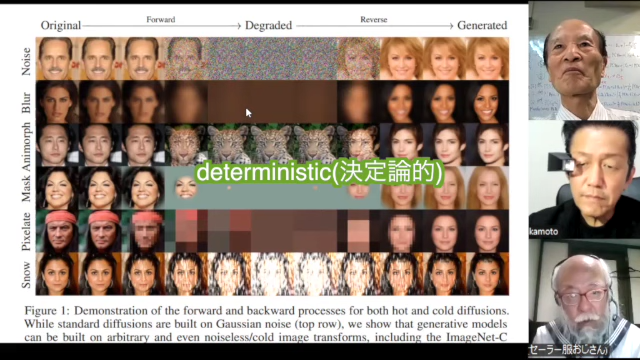 Original
Forward
Degraded
Reverse
Generated
Noise
Blur
Animorph
Mask
Pixelate
Snow
deterministic(決定論的)
Figure 1: Demonstration of the forward and backward processes for both hot and cold diffusions.
While standard diffusions are built on Gaussian noise (top row), we show that generative models
can be built on arbitrary and even noiseless/cold image transforms, including the ImageNet-C
kamoto
セーラー服おじさん)